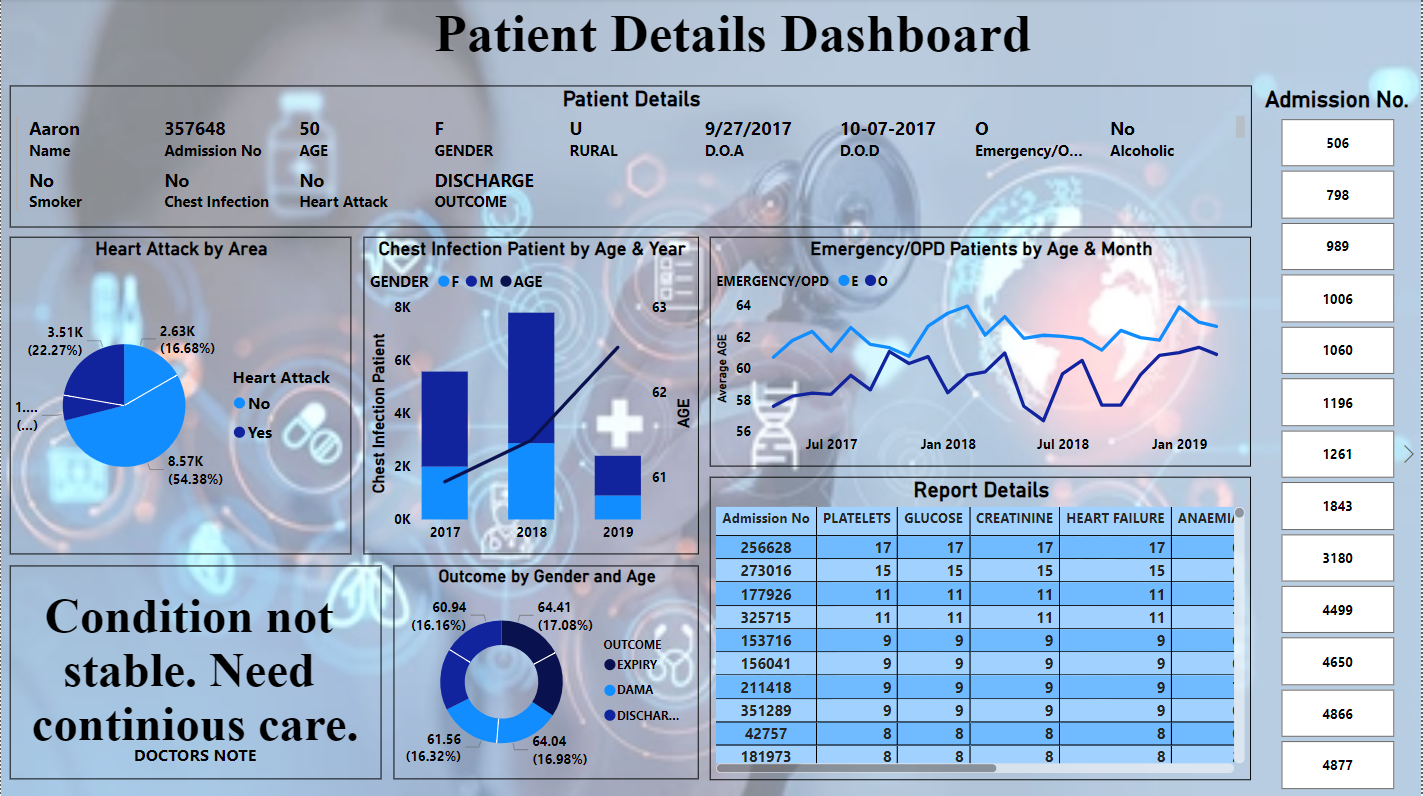 Patient Details Dashboard
Patient Details
Aaron 357648 50 F U 9/27/2017 10-07-2017 O No
Name Admission No AGE GENDER RURAL D.O.A D.O.D Emergency/O... Alcoholic
No No No DISCHARGE
Smoker Chest Infection Heart Attack OUTCOME
Admission No.
506
798
989
1006
1060
1196
1261
1843
3180
4499
4650
4866
4877
Heart Attack by Area
3.51K
(22.27%)
2.63K
(16.68%)
1....
(...)
8.57K
(54.38%)
Heart Attack
No
Yes
Chest Infection Patient by Age & Year
GENDER F M AGE
Chest Infection Patient
8K
6K
4K
2K
0K
63
62
61
AGE
2017 2018 2019
Emergency/OPD Patients by Age & Month
EMERGENCY/OPD E O
Average AGE
64
62
60
58
56
Jul 2017 Jan 2018 Jul 2018 Jan 2019
Condition not
stable. Need
continious care.
DOCTORS NOTE
Outcome by Gender and Age
60.94
(16.16%)
64.41
(17.08%)
61.56
(16.32%)
64.04
(16.98%)
OUTCOME
EXPIRY
DAMA
DISCHAR...
Report Details
Admission No PLATELETS GLUCOSE CREATININE HEART FAILURE ANAEMI
256628 17 17 17 17
273016 15 15 15 15
177926 11 11 11 11
325715 11 11 11 11
153716 9 9 9 9
156041 9 9 9 9
211418 9 9 9 9
351289 9 9 9 9
42757 8 8 8 8
181973 8 8 8 8